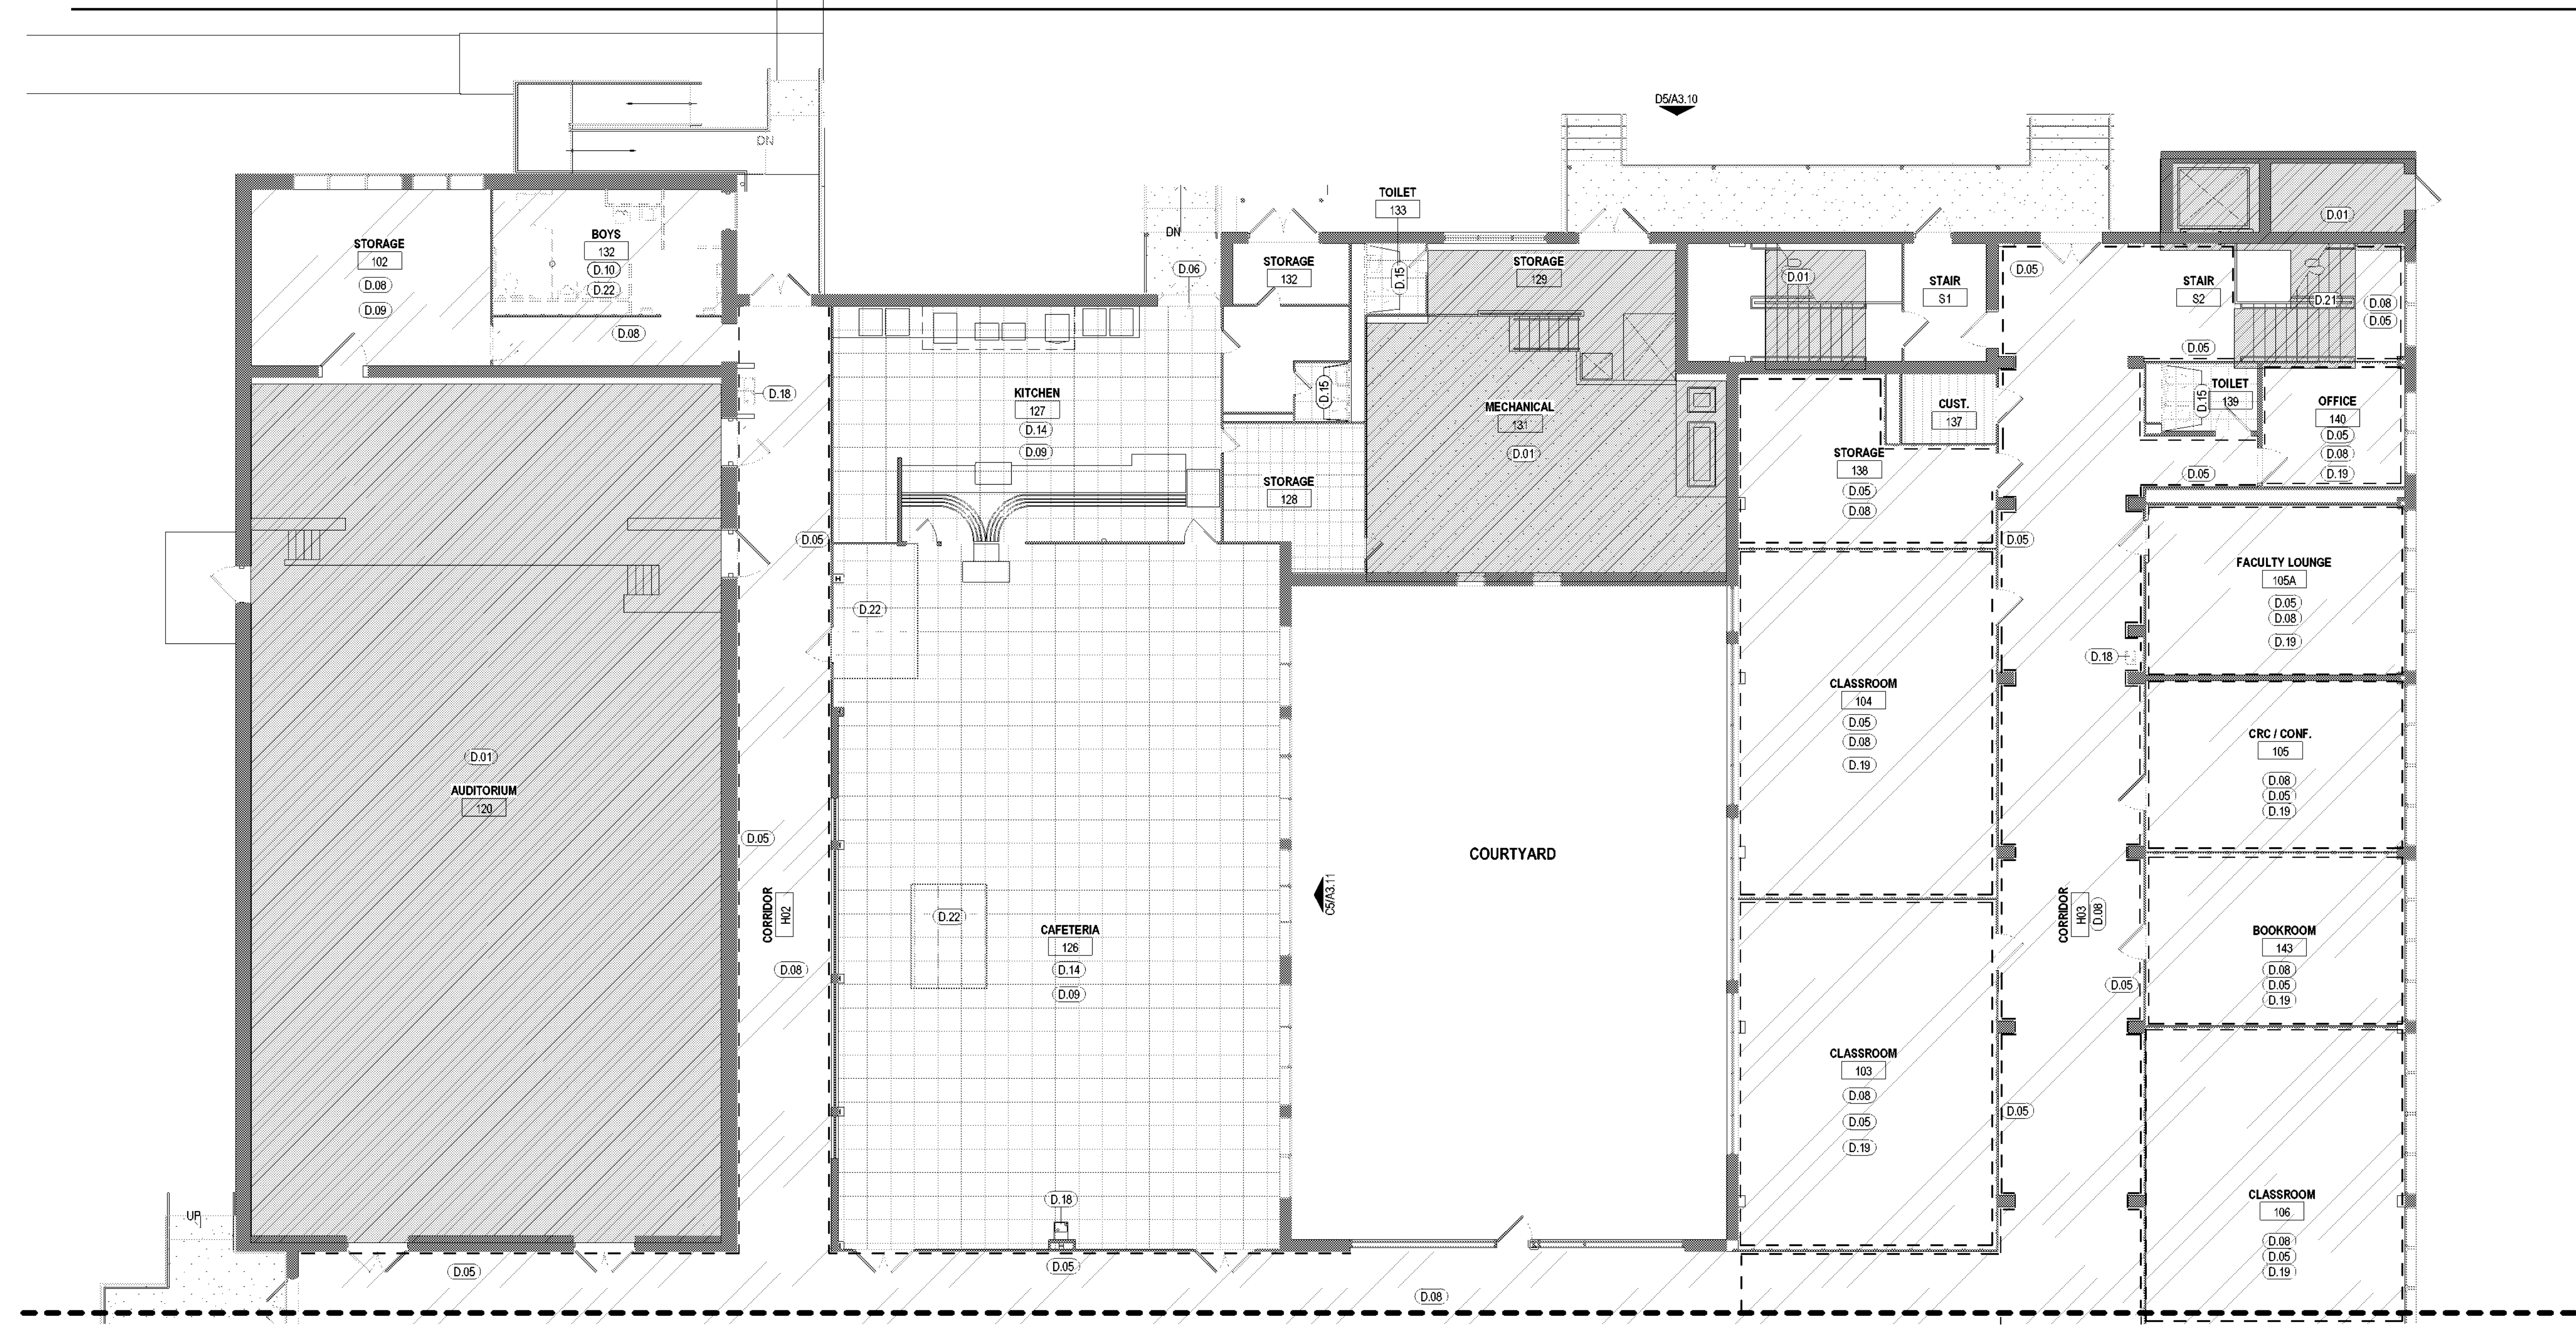 D5/A3.10
DN
TOILET
133
DN
D.06
STORAGE
102
D.08
D.09
BOYS
132
D.10
D.22
D.08
STORAGE
132
D.15
STORAGE
129
D.01
STAIR
S1
D.05
STAIR
S2
D.01
D.21
D.08
D.05
D.05
D.18
KITCHEN
127
D.14
D.09
D.15
MECHANICAL
131
D.01
CUST.
137
STORAGE
138
D.05
D.08
TOILET
139
D.15
OFFICE
140
D.05
D.08
D.19
D.05
STORAGE
128
D.05
D.05
D.22
FACULTY LOUNGE
105A
D.05
D.08
D.19
D.18
CLASSROOM
104
D.05
D.08
D.19
CRC / CONF.
105
D.08
D.05
D.19
D.01
AUDITORIUM
120
D.05
COURTYARD
CORRIDOR
H02
D.08
D.22
C5/A3.11
CAFETERIA
126
D.14
D.09
CORRIDOR
H03
D.08
D.05
BOOKROOM
143
D.08
D.05
D.19
CLASSROOM
103
D.08
D.05
D.19
D.05
D.18
CLASSROOM
106
D.08
D.05
D.19
UP
D.05
D.05
D.08